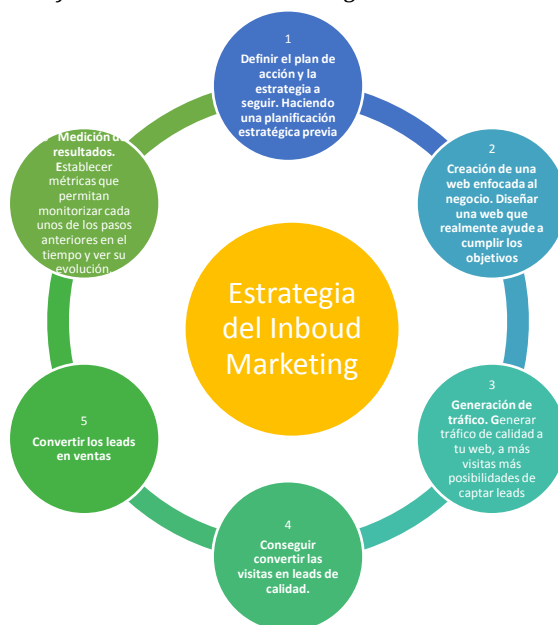 1
Definir el plan de
acción y la
estrategia a
seguir. Haciendo
una planificación
estratégica previa
2
Creación de una
web enfocada al
negocio. Diseñar
una web que
realmente ayude a
cumplir los
objetivos
3
Generación de
tráfico. Generar
tráfico de calidad a
tu web, a más
visitas más
posibilidades de
captar leads
4
Conseguir
convertir las
visitas en leads de
calidad.
5
Convertir los leads
en ventas
Medición de
resultados.
Establecer
métricas que
permitan
monitorizar cada
unos de los pasos
anteriores en el
tiempo y ver su
evolución
Estrategia
del Inboud
Marketing